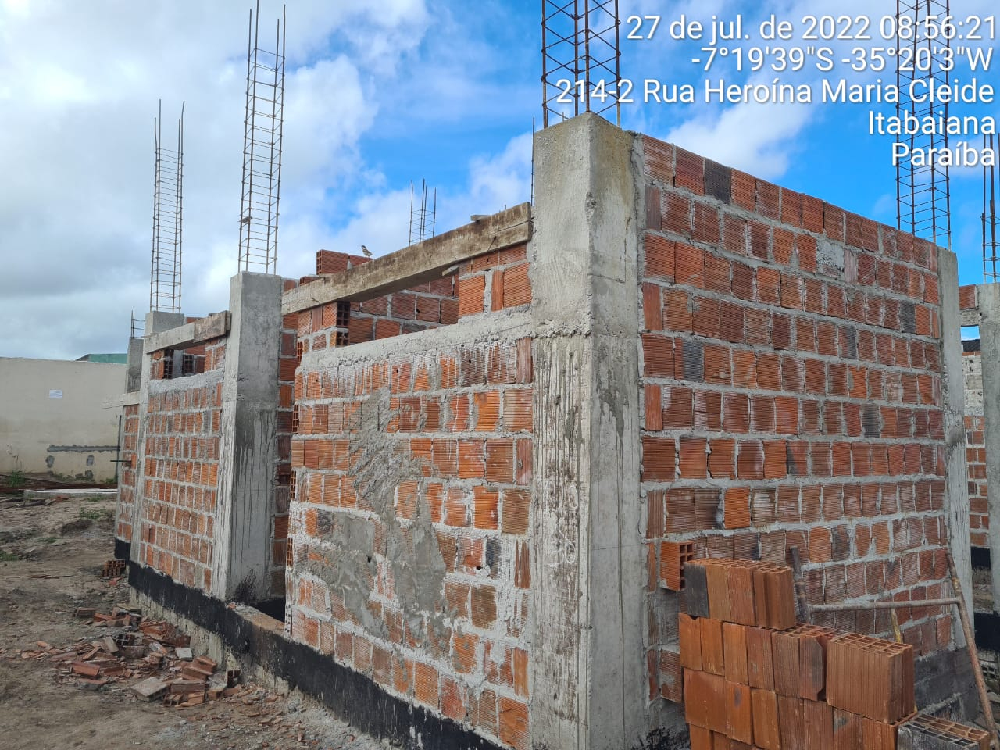 27 de jul. de 2022 08:56:21
-7°19'39"S -35°20'3"W
214-2 Rua Heroína Maria Cleide
Itabaiana
Paraíba